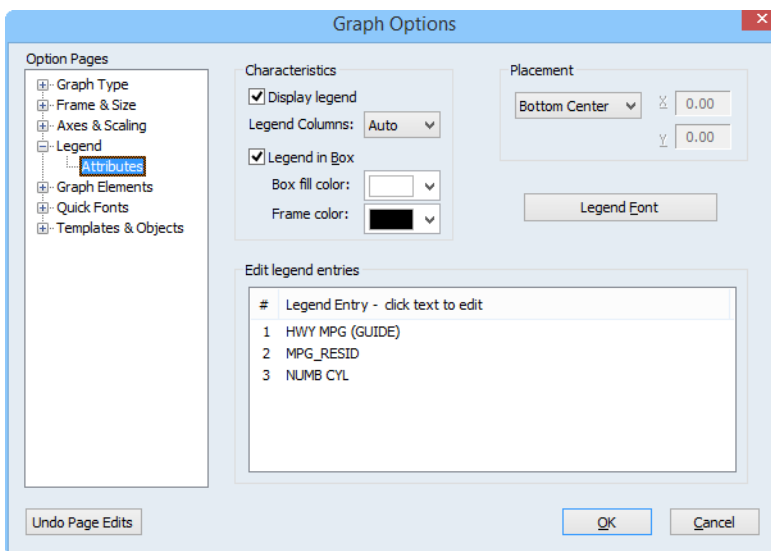 Graph Options
Option Pages
Graph Type
Frame & Size
Axes & Scaling
Legend
Attributes
Graph Elements
Quick Fonts
Templates & Objects
Characteristics
Display legend
Legend Columns: Auto
Legend in Box
Box fill color:
Frame color:
Placement
Bottom Center
X 0.00
Y 0.00
Legend Font
Edit legend entries
# Legend Entry - click text to edit
1 HWY MPG (GUIDE)
2 MPG_RESID
3 NUMB CYL
Undo Page Edits
OK
Cancel